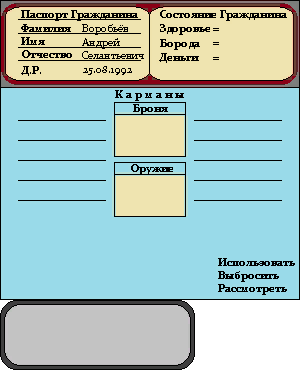 Паспорт Гражданина
Фамилия Воробьёв
Имя Андрей
Отчество Селантьевич
Д.Р. 25.08.1992
Состояние Гражданина
Здоровье =
Борода =
Деньги =
Карманы
Броня
Оружие
Использовать
Выбросить
Рассмотреть